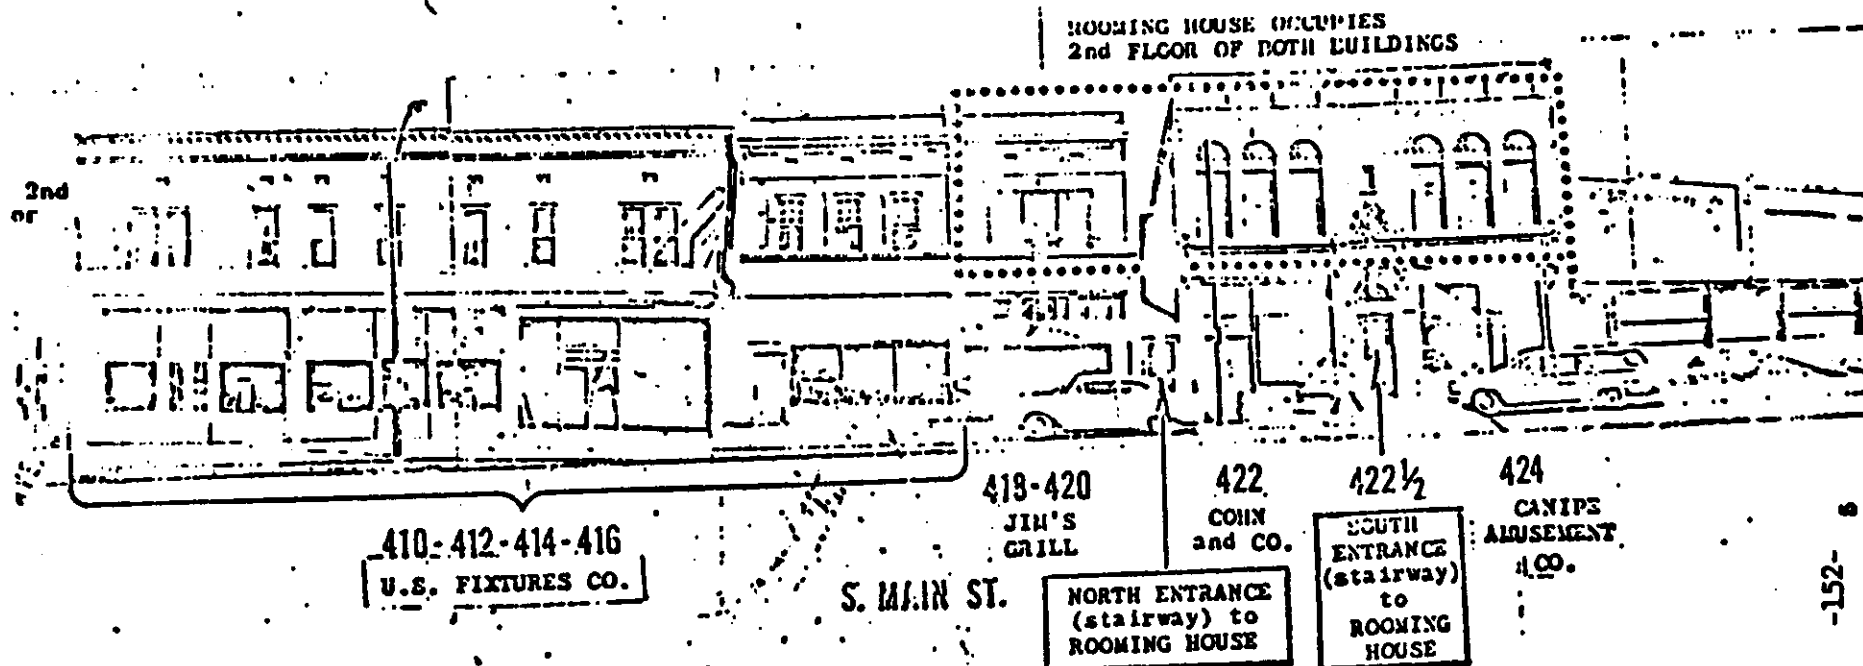 ROOMING HOUSE OCCUPIES
2nd FLOOR OF BOTH BUILDINGS
2nd
or
410-412-414-416
U.S. FIXTURES CO.
S. MAIN ST.
418-420
JIM'S
GRILL
NORTH ENTRANCE
(stairway) to
ROOMING HOUSE
422
COHN
and CO.
422½
SOUTH
ENTRANCE
(stairway)
to
ROOMING
HOUSE
424
CANIPE
AMUSEMENT
CO.
-152-